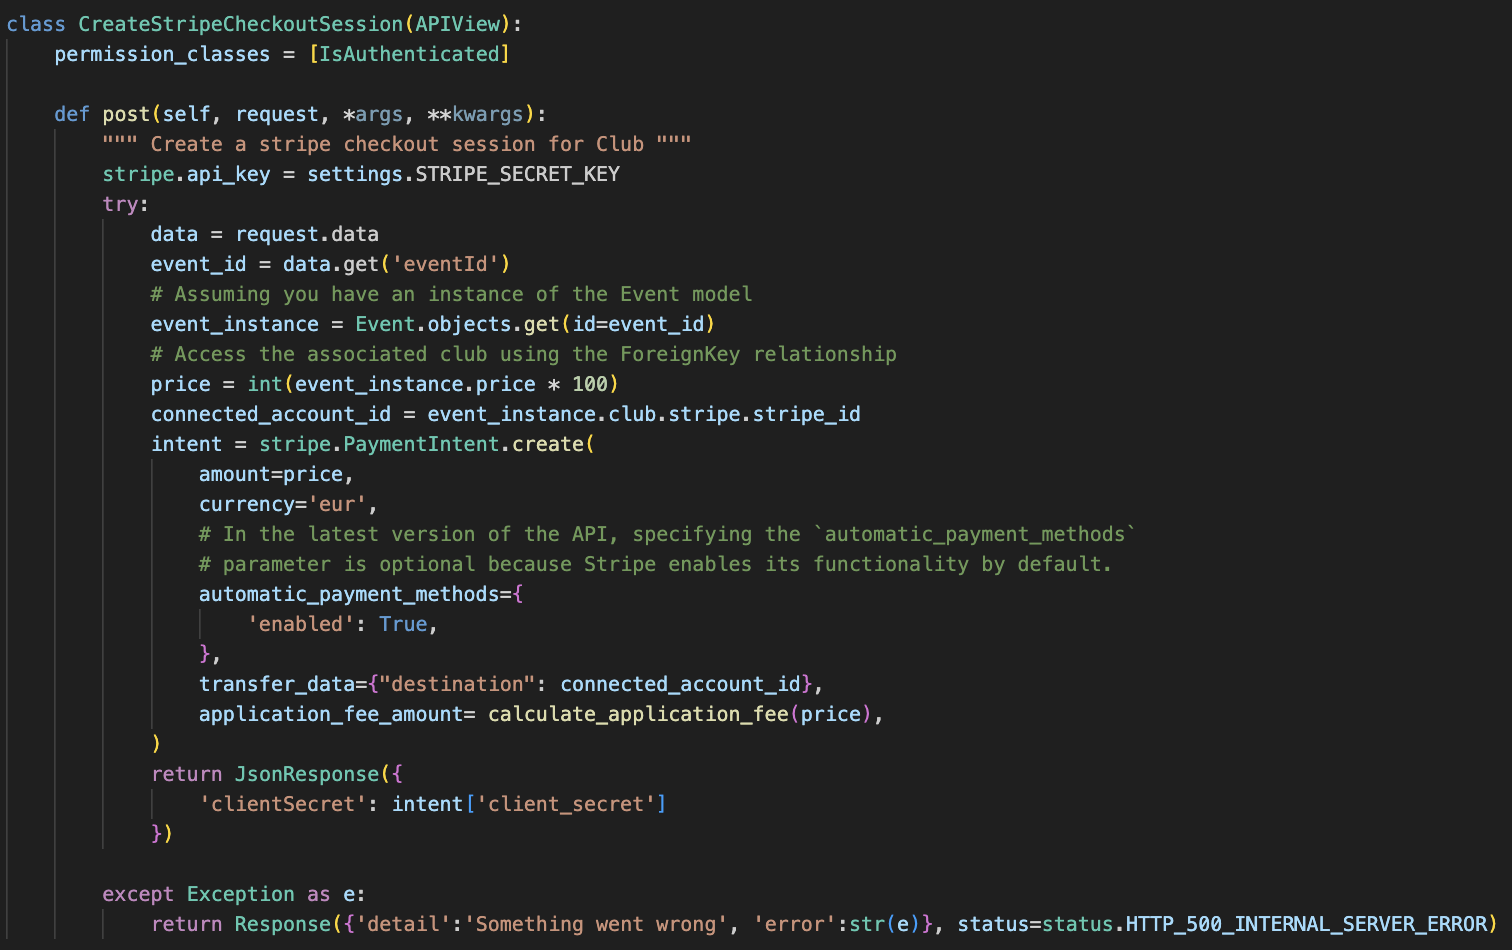 class CreateStripeCheckoutSession(APIView):
    permission_classes = [IsAuthenticated]

    def post(self, request, *args, **kwargs):
        """ Create a stripe checkout session for Club """
        stripe.api_key = settings.STRIPE_SECRET_KEY
        try:
            data = request.data
            event_id = data.get('eventId')
            # Assuming you have an instance of the Event model
            event_instance = Event.objects.get(id=event_id)
            # Access the associated club using the ForeignKey relationship
            price = int(event_instance.price * 100)
            connected_account_id = event_instance.club.stripe.stripe_id
            intent = stripe.PaymentIntent.create(
                amount=price,
                currency='eur',
                # In the latest version of the API, specifying the `automatic_payment_methods`
                # parameter is optional because Stripe enables its functionality by default.
                automatic_payment_methods={
                    'enabled': True,
                },
                transfer_data={"destination": connected_account_id},
                application_fee_amount= calculate_application_fee(price),
            )
            return JsonResponse({
                'clientSecret': intent['client_secret']
            })

        except Exception as e:
            return Response({'detail':'Something went wrong', 'error':str(e)}, status=status.HTTP_500_INTERNAL_SERVER_ERROR)